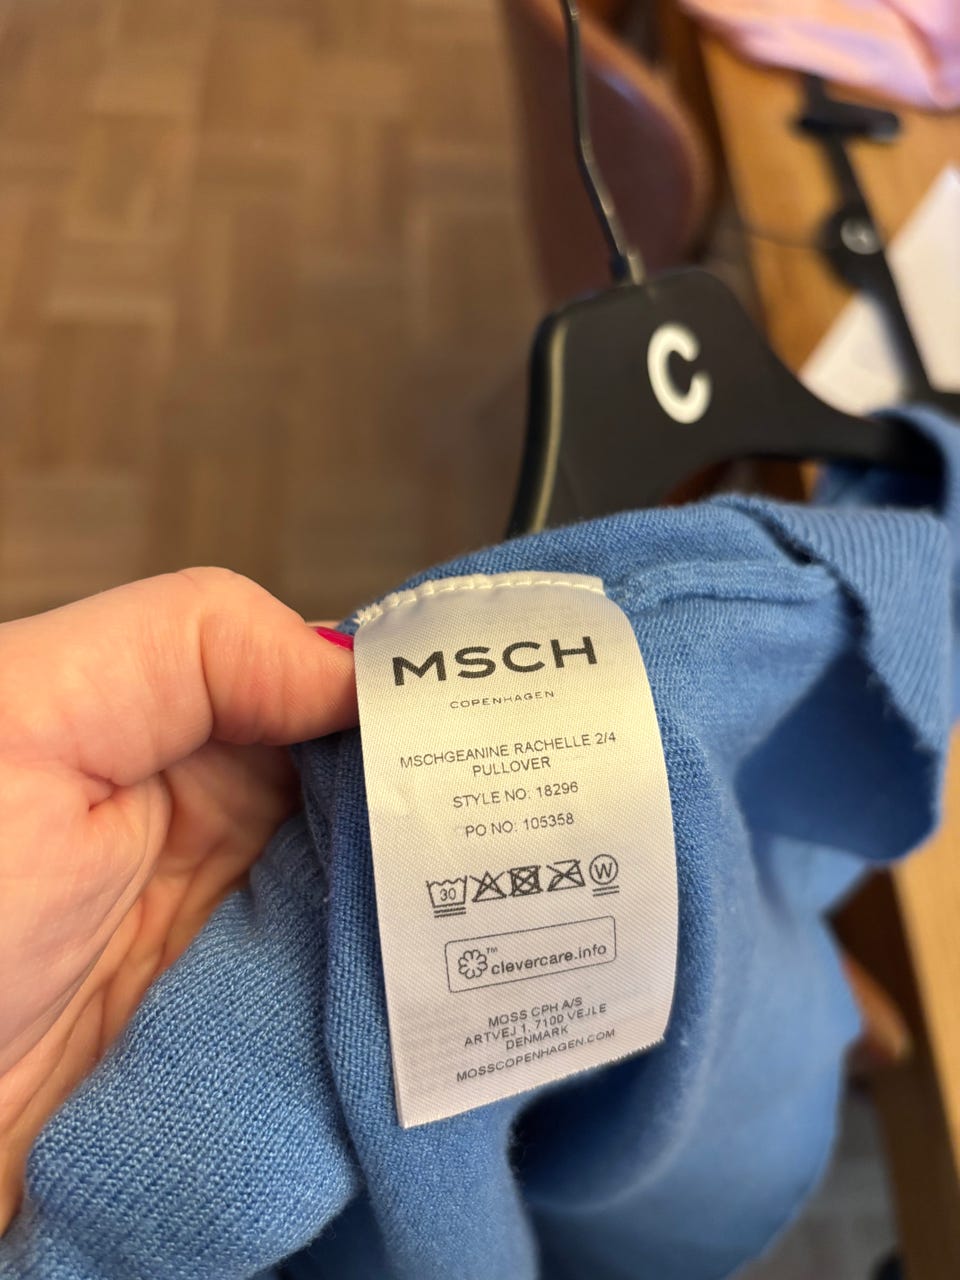 C
MSCH
COPENHAGEN
MSCHGEANINE RACHELLE 2/4
PULLOVER
STYLE NO: 18296
PO NO: 105358
30 W
™
clevercare.info
MOSS CPH A/S
ARTVEJ 1, 7100 VEJLE
DENMARK
MOSSCOPENHAGEN.COM